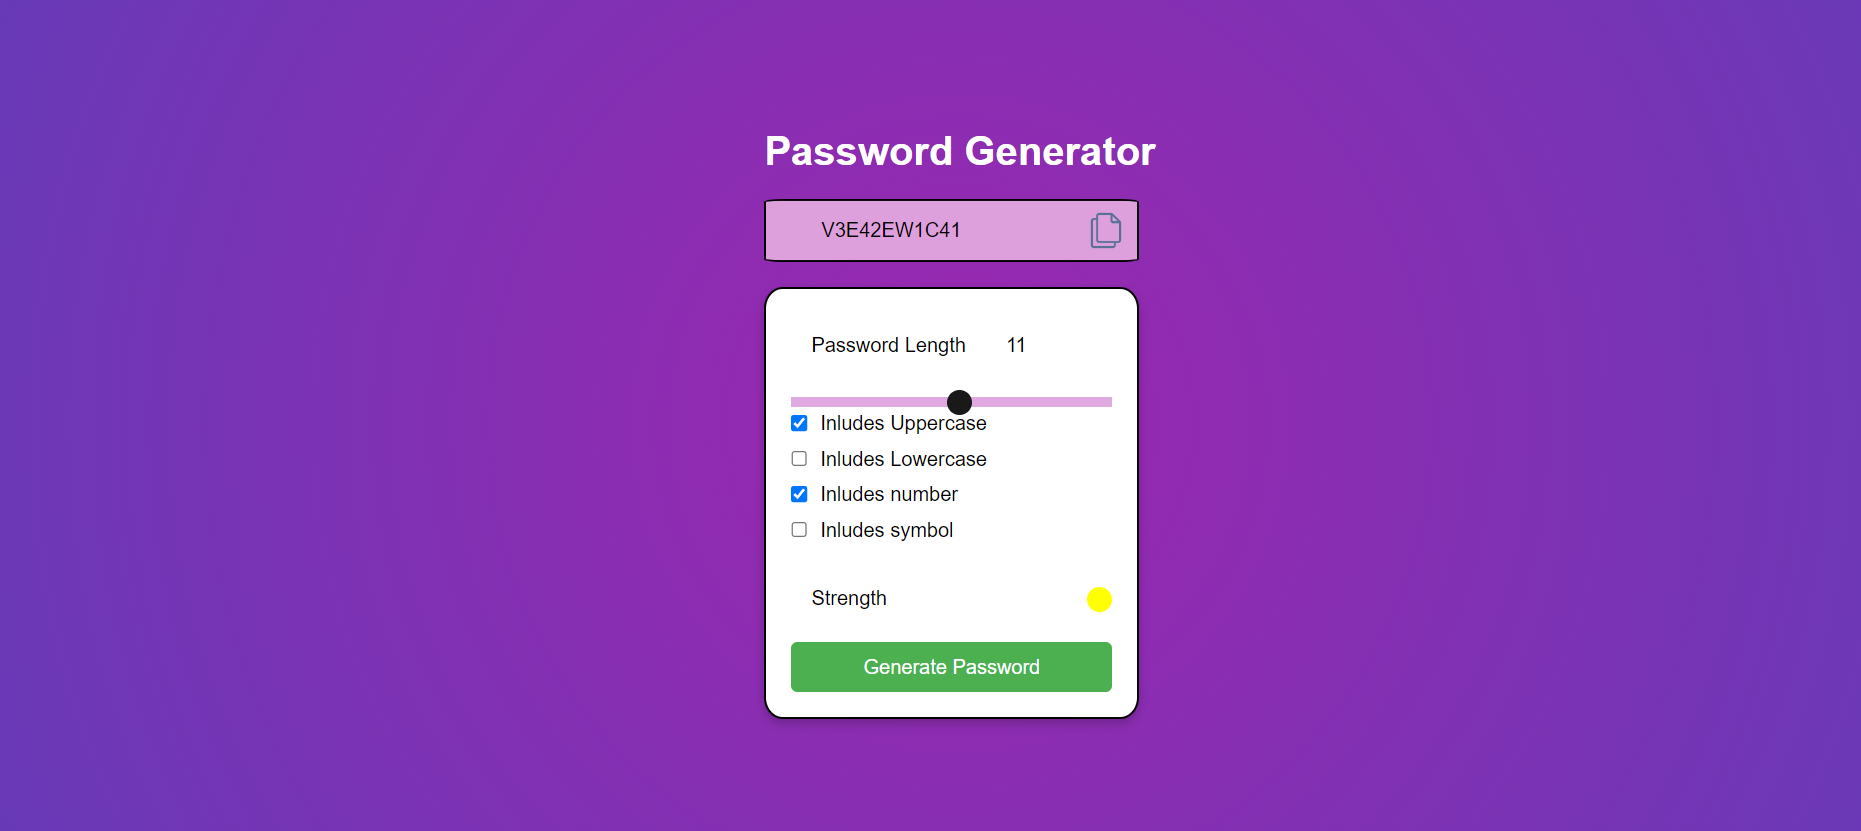 Password Generator
V3E42EW1C41
Password Length 11
Inludes Uppercase
Inludes Lowercase
Inludes number
Inludes symbol
Strength
Generate Password